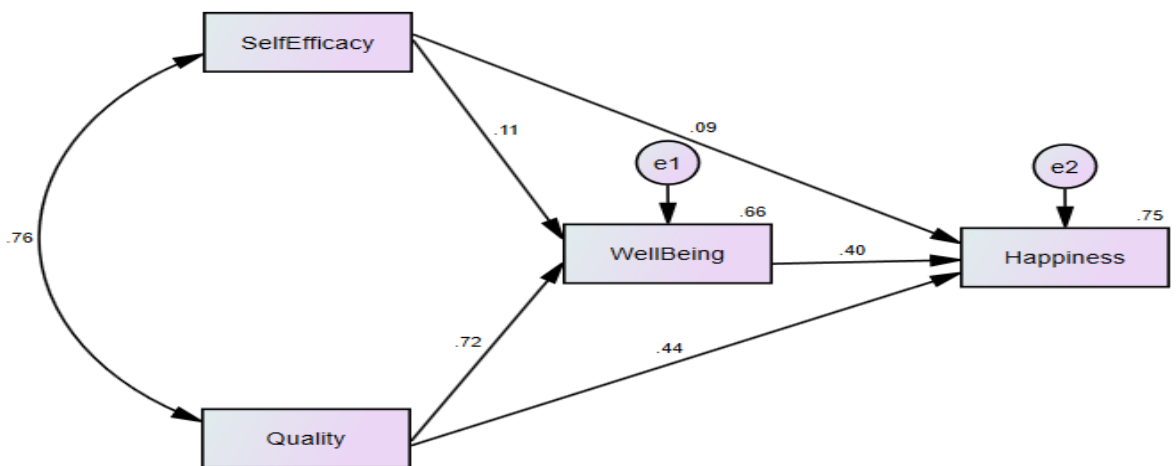 SelfEfficacy
.11
.09
e1
e2
.76
.66
.75
WellBeing
.40
Happiness
.72
.44
Quality